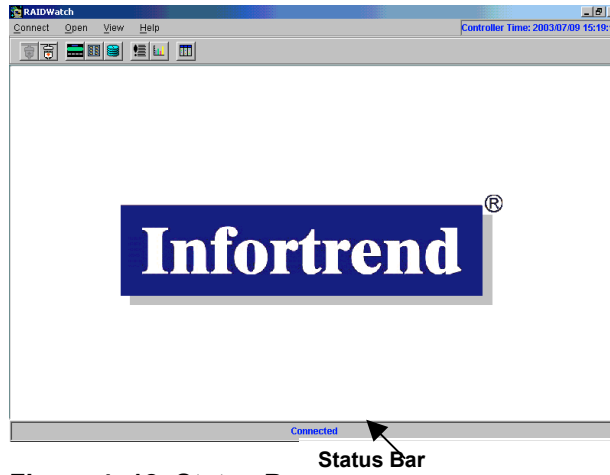 RAIDWatch
Connect Open View Help Controller Time: 2003/07/09 15:19:
Infortrend®
Connected
Status Bar